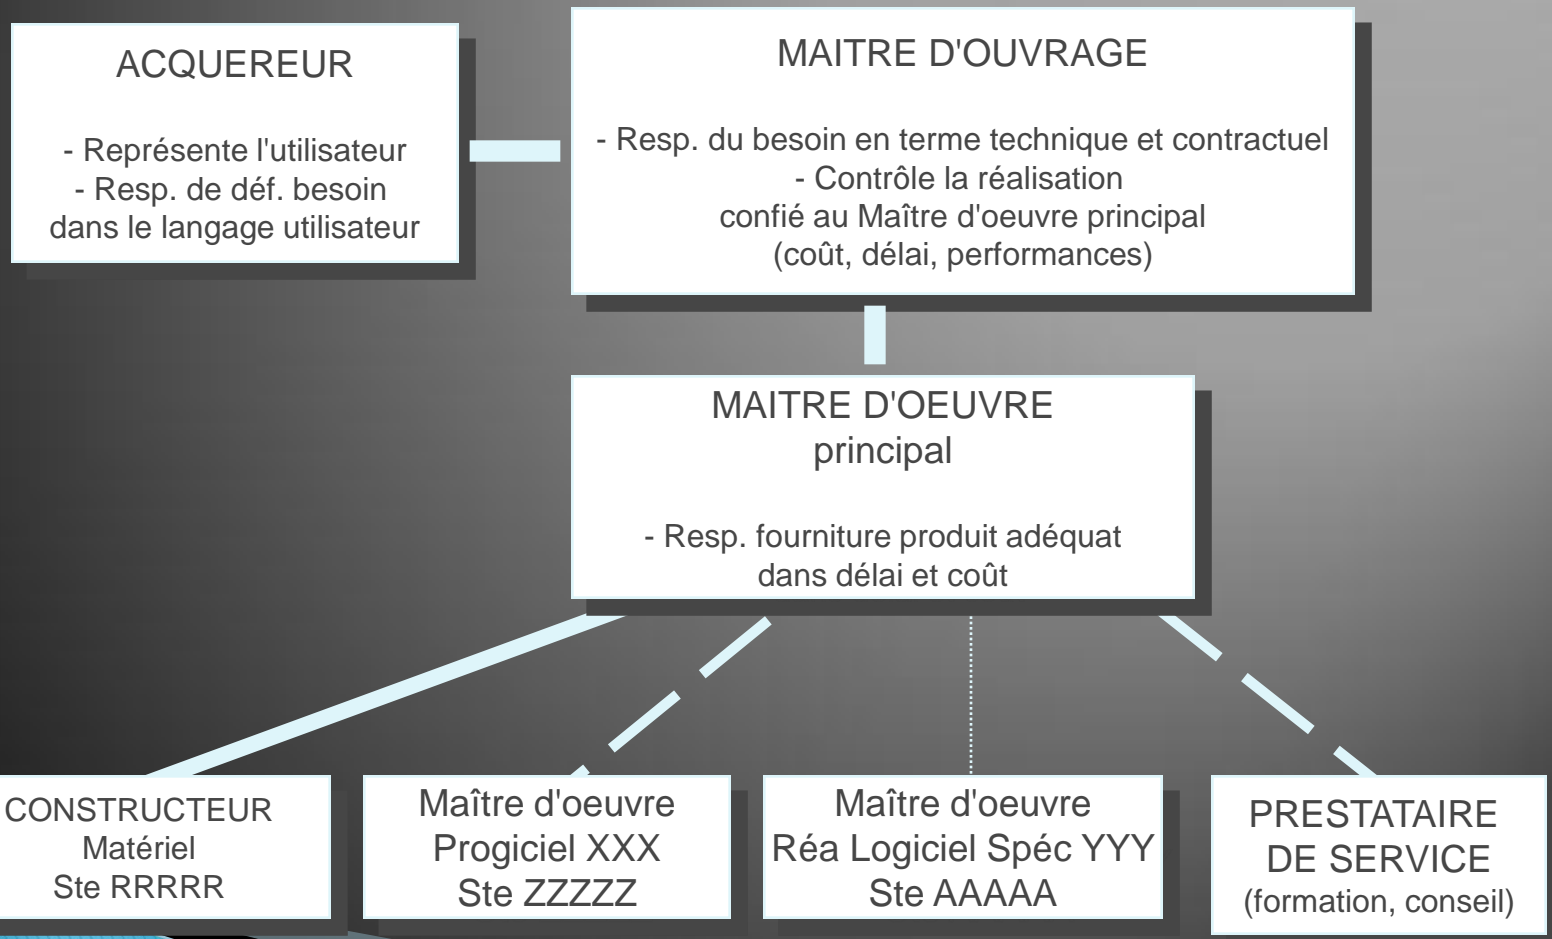 ACQUEREUR
- Représente l'utilisateur
- Resp. de déf. besoin
dans le langage utilisateur
MAITRE D'OUVRAGE
- Resp. du besoin en terme technique et contractuel
- Contrôle la réalisation
confié au Maître d'oeuvre principal
(coût, délai, performances)
MAITRE D'OEUVRE
principal
- Resp. fourniture produit adéquat
dans délai et coût
CONSTRUCTEUR
Matériel
Ste RRRRR
Maître d'oeuvre
Progiciel XXX
Ste ZZZZZ
Maître d'oeuvre
Réa Logiciel Spéc YYY
Ste AAAAA
PRESTATAIRE
DE SERVICE
(formation, conseil)